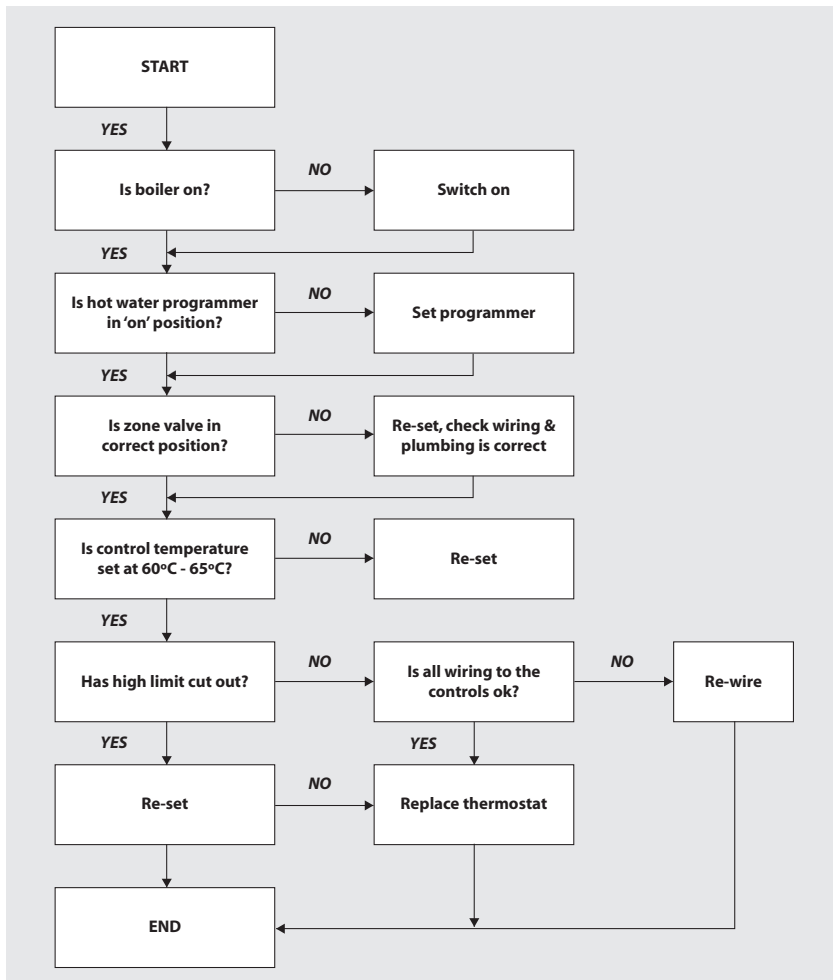 START
YES
Is boiler on?
NO
Switch on
YES
Is hot water programmer
in ‘on’ position?
NO
Set programmer
YES
Is zone valve in
correct position?
NO
Re-set, check wiring &
plumbing is correct
YES
Is control temperature
set at 60ºC - 65ºC?
NO
Re-set
YES
Has high limit cut out?
NO
Is all wiring to the
controls ok?
NO
Re-wire
YES
YES
Re-set
NO
Replace thermostat
END